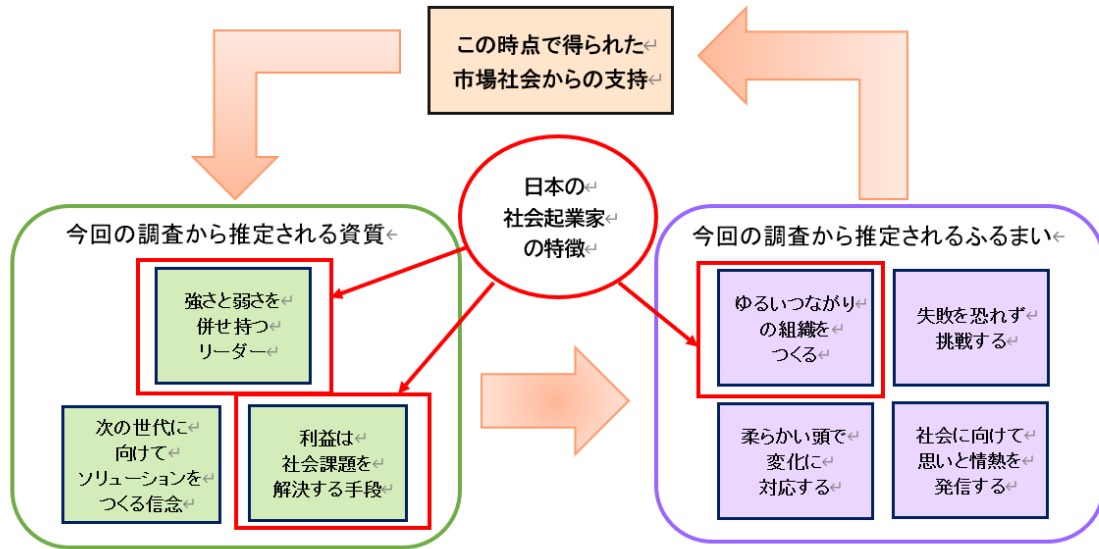 この時点で得られた
市場社会からの支持
日本の
社会起業家
の特徴
今回の調査から推定される資質
強さと弱さを
併せ持つ
リーダー
次の世代に
向けて
ソリューションを
つくる信念
利益は
社会課題を
解決する手段
今回の調査から推定されるふるまい
ゆるいつながり
の組織を
つくる
失敗を恐れず
挑戦する
柔らかい頭で
変化に
対応する
社会に向けて
思いと情熱を
発信する